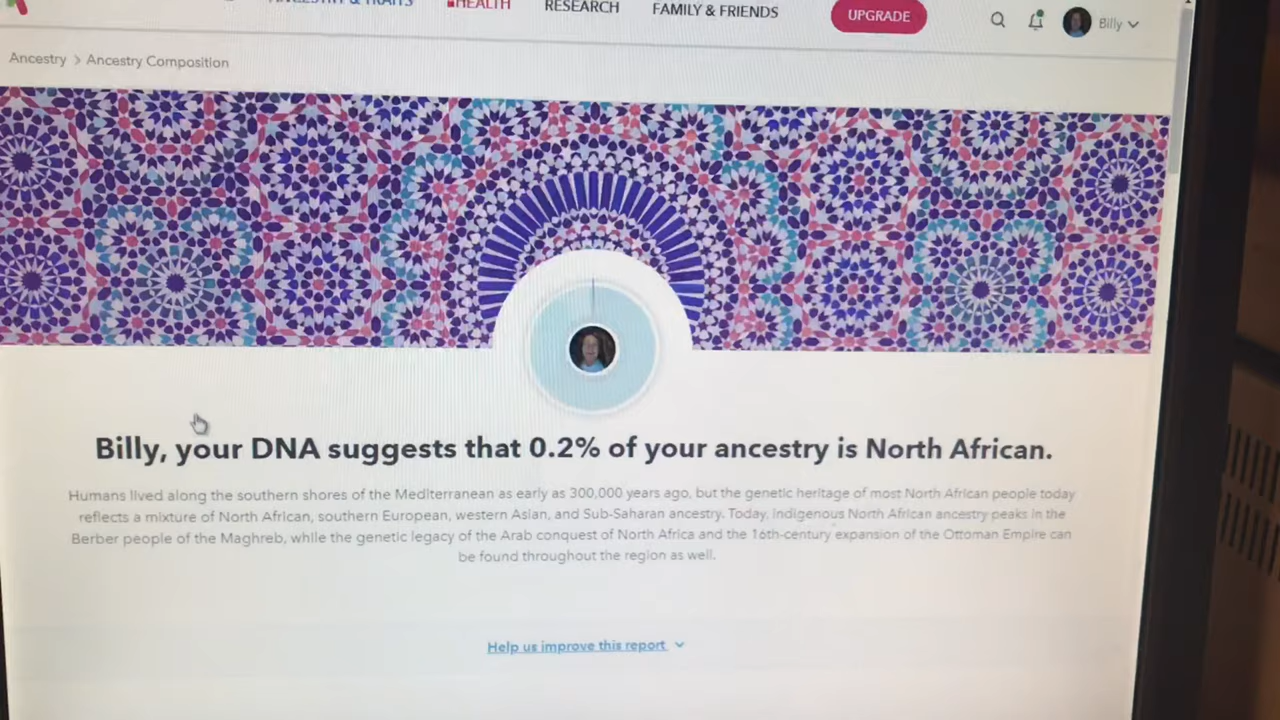 ANCESTRY & TRAITS HEALTH RESEARCH FAMILY & FRIENDS UPGRADE Billy
Ancestry > Ancestry Composition
Billy, your DNA suggests that 0.2% of your ancestry is North African.
Humans lived along the southern shores of the Mediterranean as early as 300,000 years ago, but the genetic heritage of most North African people today
reflects a mixture of North African, southern European, western Asian, and Sub-Saharan ancestry. Today, indigenous North African ancestry peaks in the
Berber people of the Maghreb, while the genetic legacy of the Arab conquest of North Africa and the 16th-century expansion of the Ottoman Empire can
be found throughout the region as well.
Help us improve this report